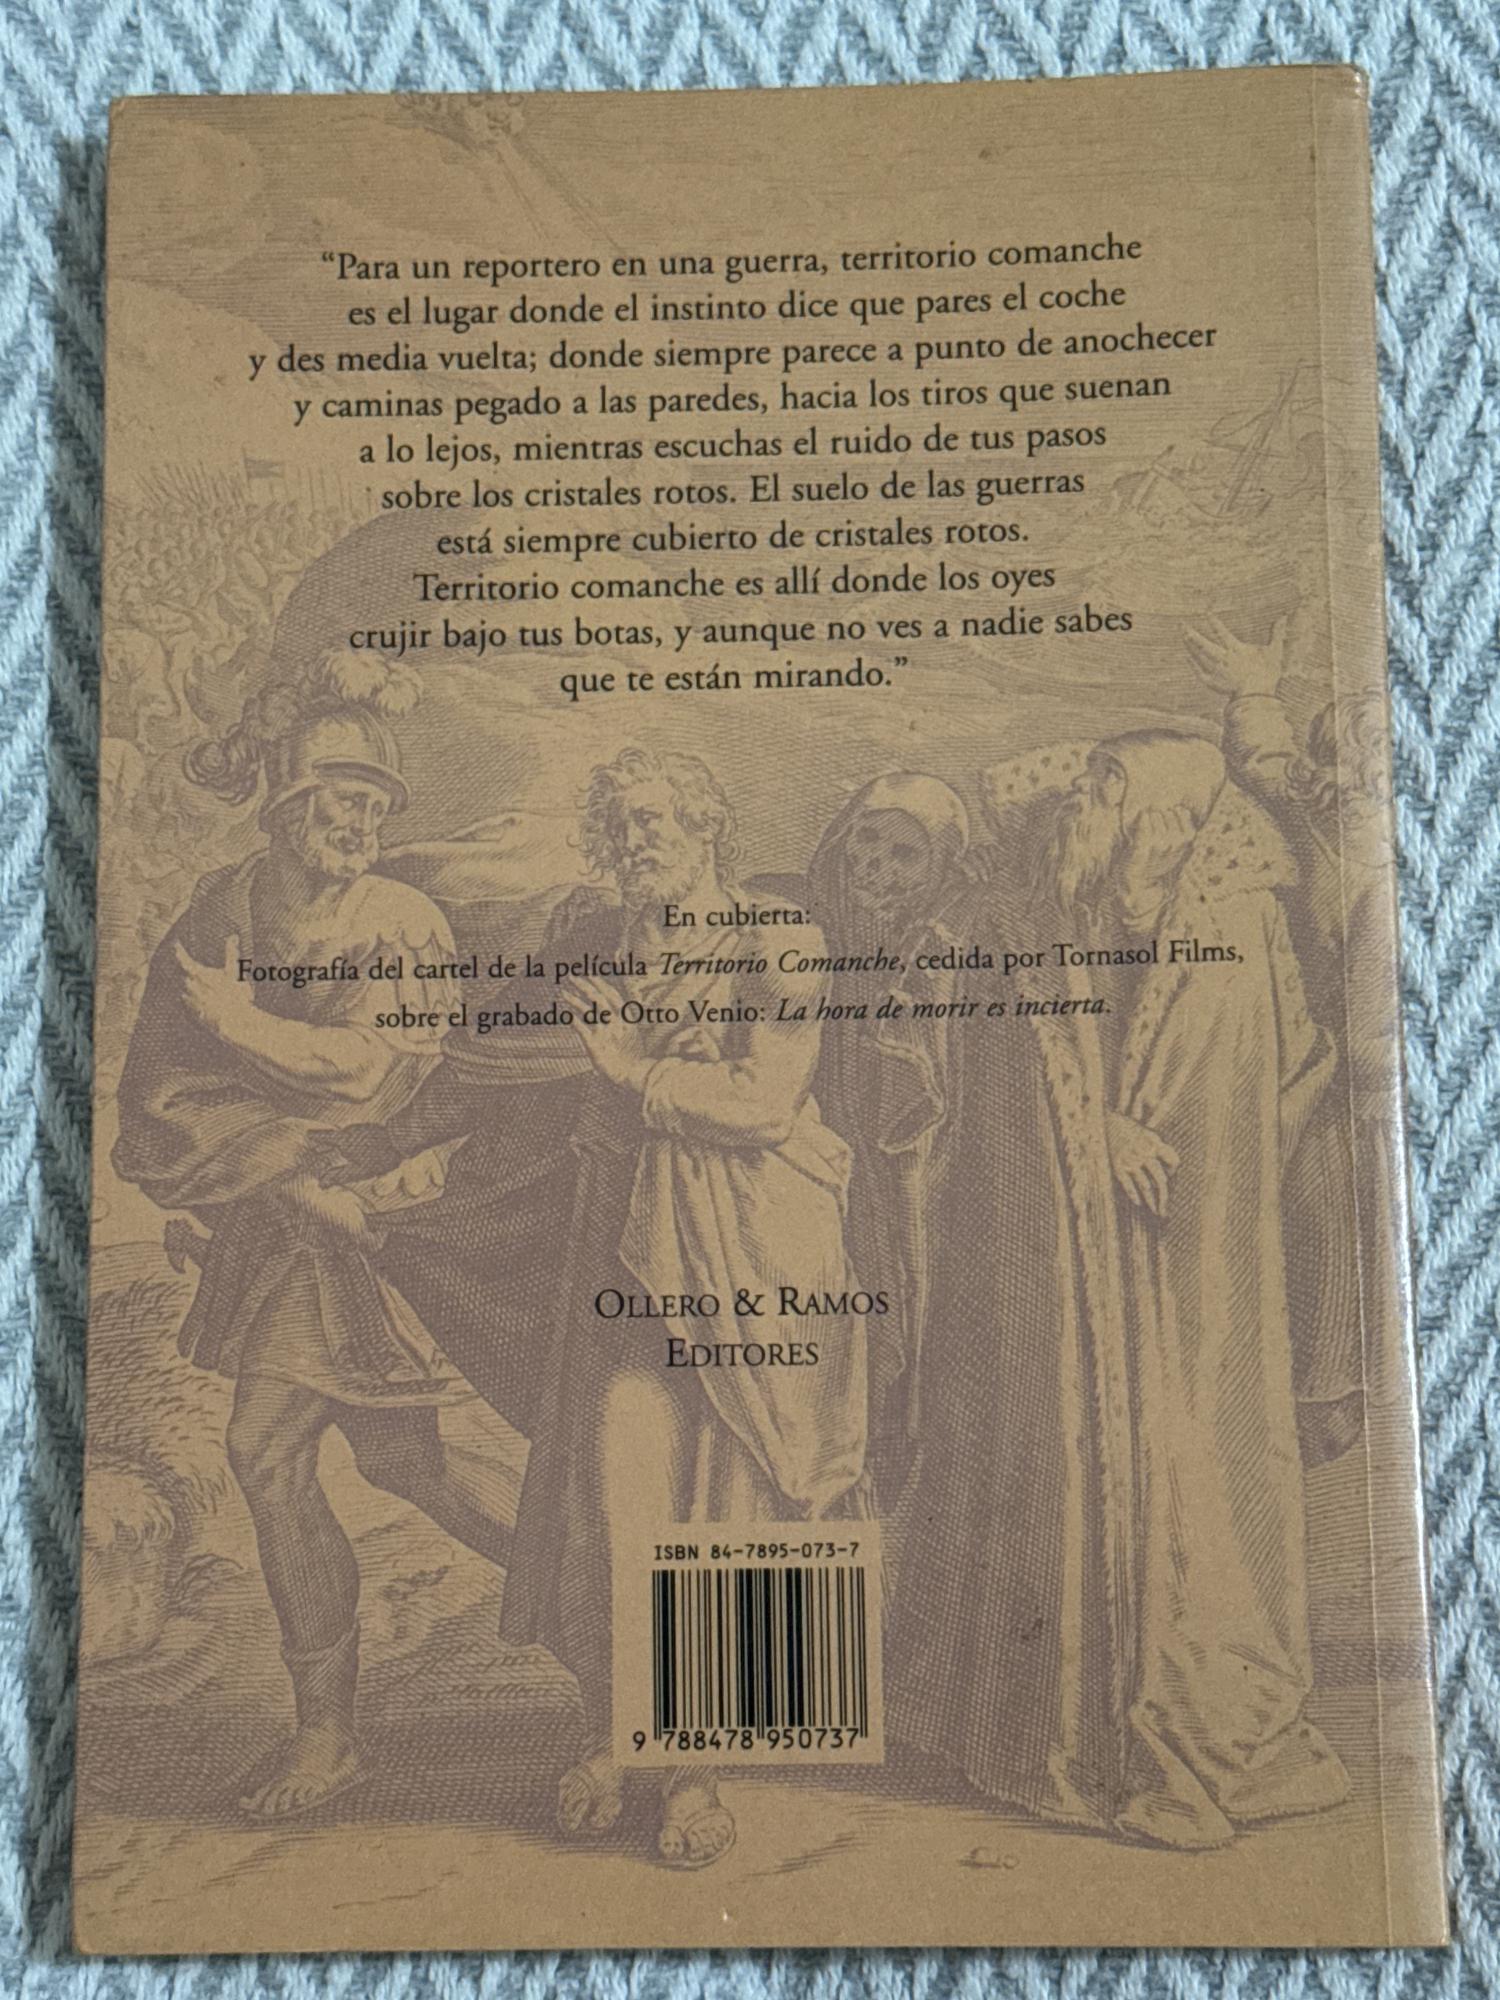 “Para un reportero en una guerra, territorio comanche
es el lugar donde el instinto dice que pares el coche
y des media vuelta; donde siempre parece a punto de anochecer
y caminas pegado a las paredes, hacia los tiros que suenan
a lo lejos, mientras escuchas el ruido de tus pasos
sobre los cristales rotos. El suelo de las guerras
está siempre cubierto de cristales rotos.
Territorio comanche es allí donde los oyes
crujir bajo tus botas, y aunque no ves a nadie sabes
que te están mirando.”
En cubierta:
Fotografía del cartel de la película Territorio Comanche, cedida por Tornasol Films,
sobre el grabado de Otto Venio: La hora de morir es incierta.
OLLERO & RAMOS
EDITORES
ISBN 84-7895-073-7
9 788478 950737